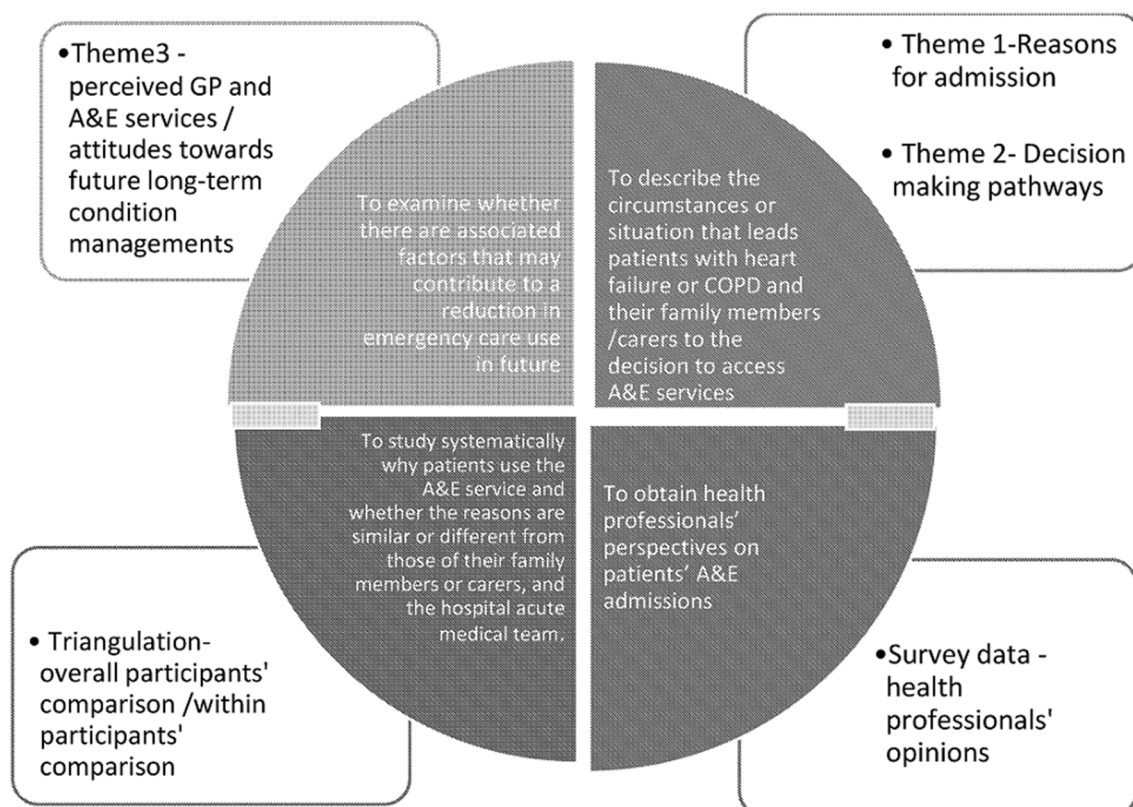 •Theme3 -
perceived GP and
A&E services /
attitudes towards
future long-term
condition
managements
• Theme 1-Reasons
for admission
• Theme 2- Decision
making pathways
To examine whether
there are associated
factors that may
contribute to a
reduction in
emergency care use
in future
To describe the
circumstances or
situation that leads
patients with heart
failure or COPD and
their family members
/carers to the
decision to access
A&E services
To study systematically
why patients use the
A&E service and
whether the reasons are
similar or different from
those of their family
members or carers, and
the hospital acute
medical team.
To obtain health
professionals’
perspectives on
patients’ A&E
admissions
• Triangulation-
overall participants'
comparison /within
participants'
comparison
•Survey data -
health
professionals'
opinions